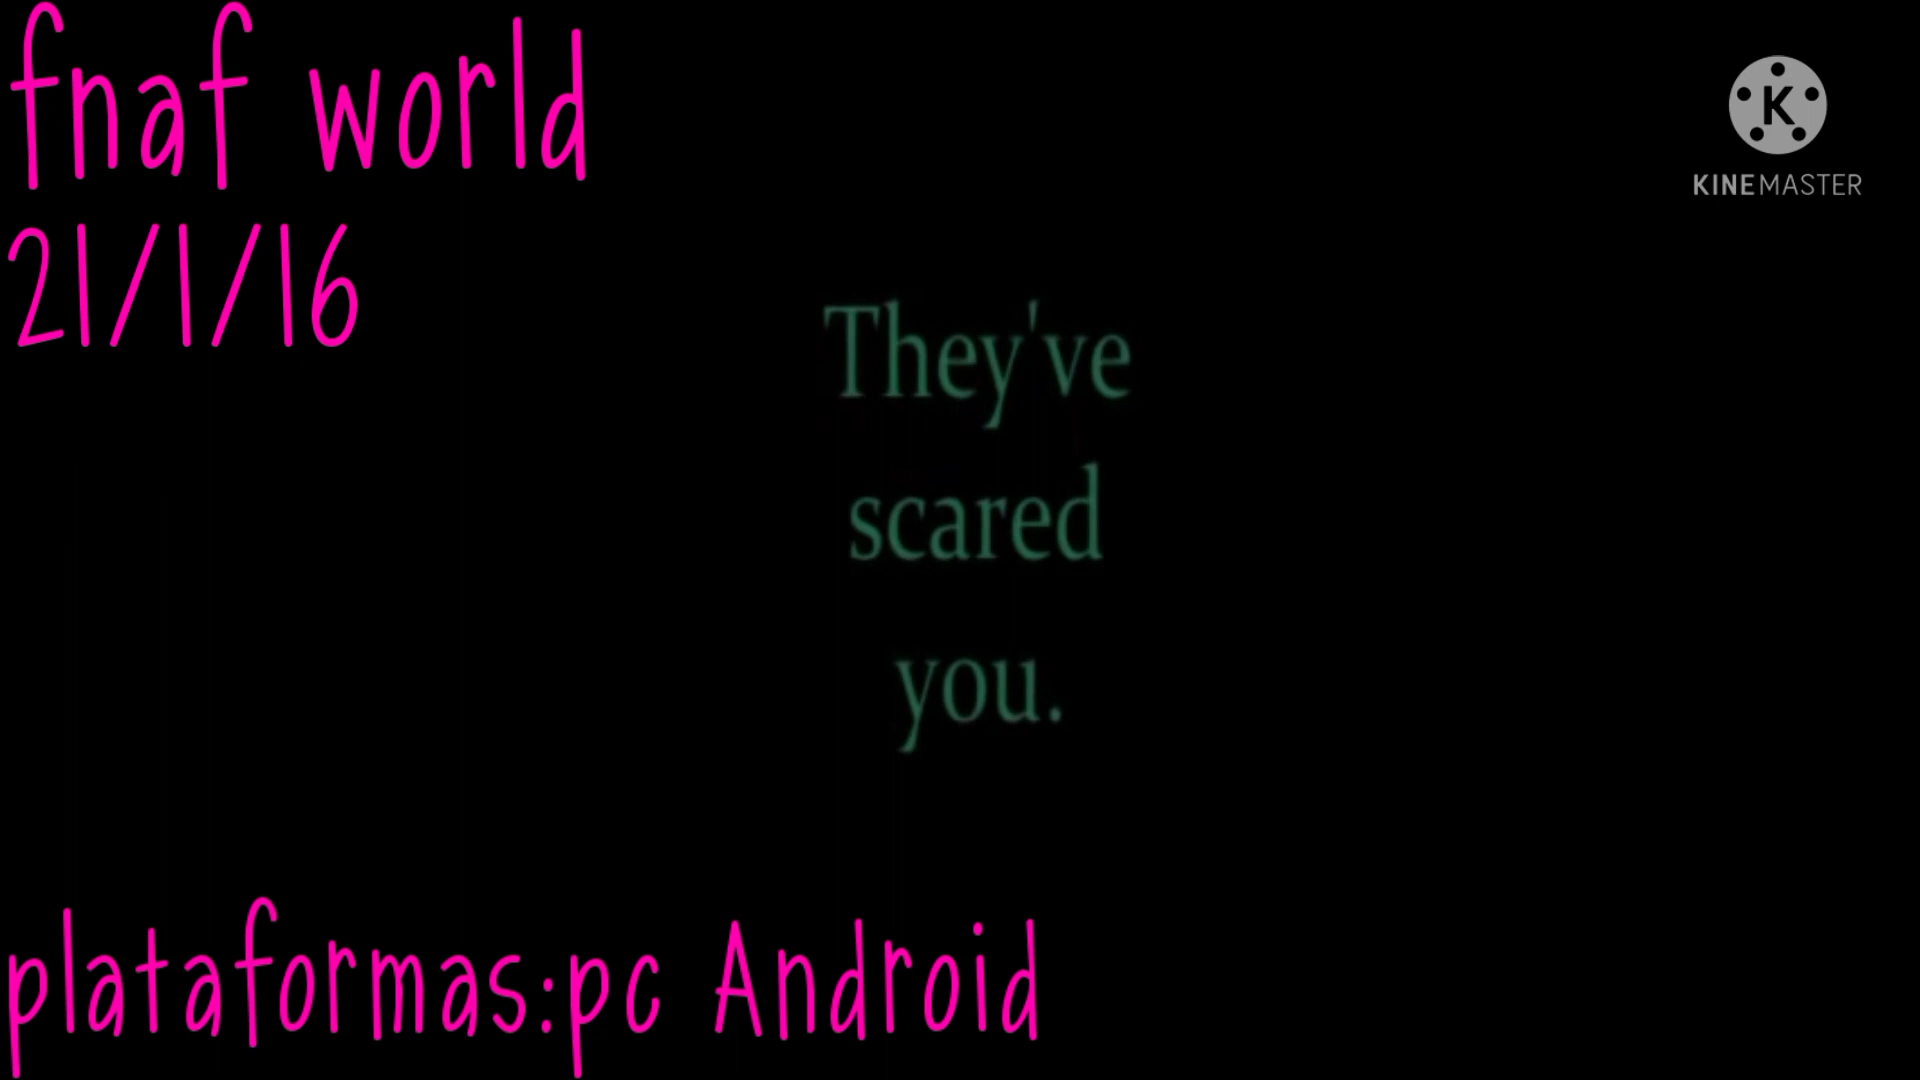 fnaf world
21/1/16
K
KINEMASTER
They've
scared
you.
plataformas:pc Android